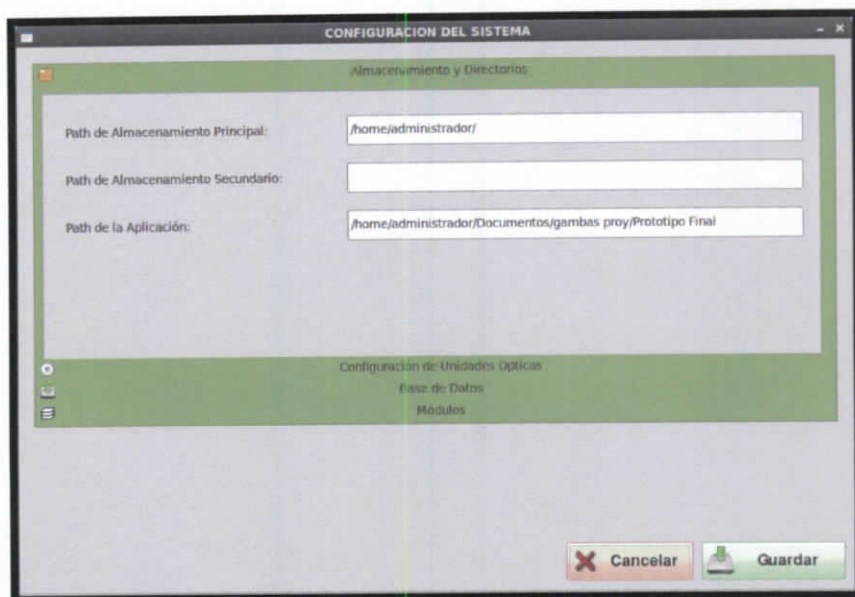 CONFIGURACION DEL SISTEMA
Almacenamiento y Directorios
Path de Almacenamiento Principal: /home/administrador/
Path de Almacenamiento Secundario:
Path de la Aplicación: /home/administrador/Documentos/gambas proy/Prototipo Final
Configuración de Unidades Opticas
Base de Datos
Módulos
Cancelar Guardar